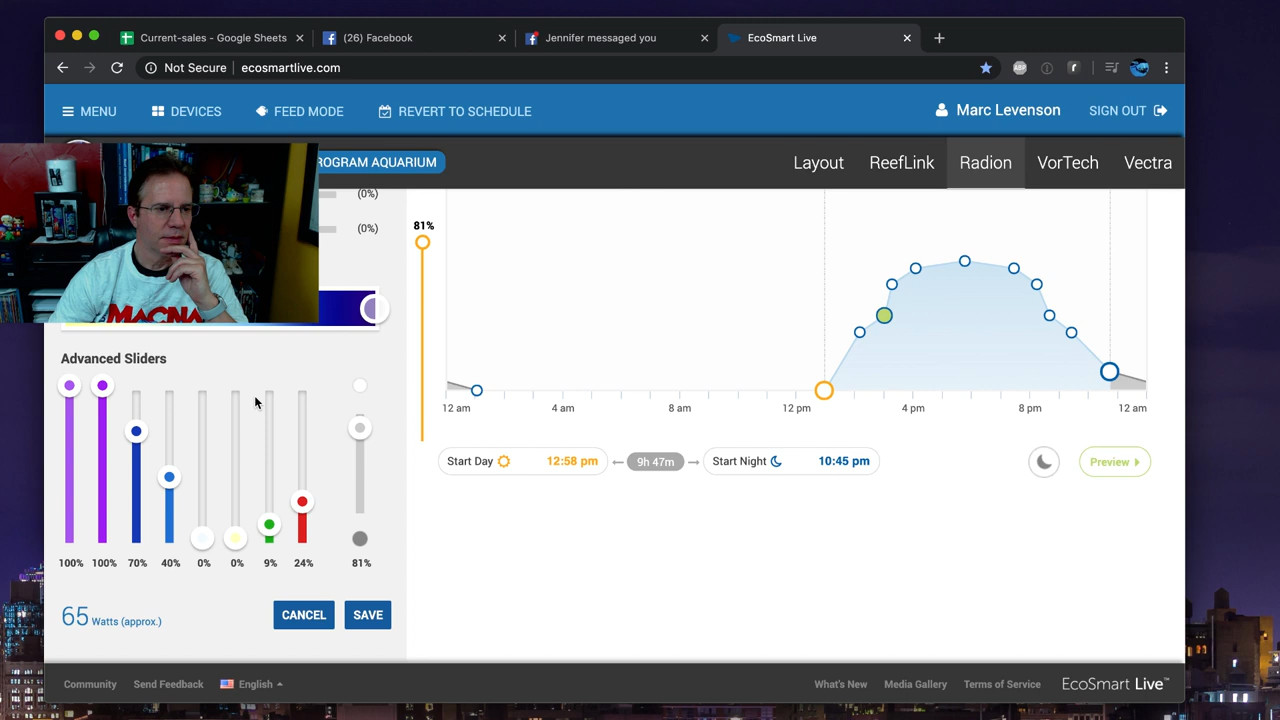 Current-sales - Google Sheets
(26) Facebook
Jennifer messaged you
EcoSmart Live
Not Secure
ecosmartlive.com
ABP
MENU
DEVICES
FEED MODE
REVERT TO SCHEDULE
Marc Levenson
SIGN OUT
ROGRAM AQUARIUM
Layout
ReefLink
Radion
VorTech
Vectra
(0%)
(0%)
81%
MACNA
Advanced Sliders
100% 100% 70% 40% 0% 0% 9% 24% 81%
12 am 4 am 8 am 12 pm 4 pm 8 pm 12 am
Start Day 12:58 pm
9h 47m
Start Night 10:45 pm
Preview
65 Watts (approx.)
CANCEL
SAVE
Community
Send Feedback
English
What's New
Media Gallery
Terms of Service
EcoSmart Live™